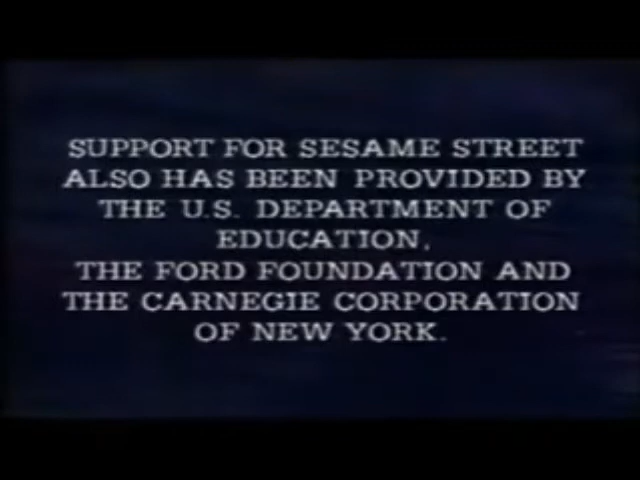 SUPPORT FOR SESAME STREET
ALSO HAS BEEN PROVIDED BY
THE U.S. DEPARTMENT OF
EDUCATION,
THE FORD FOUNDATION AND
THE CARNEGIE CORPORATION
OF NEW YORK.